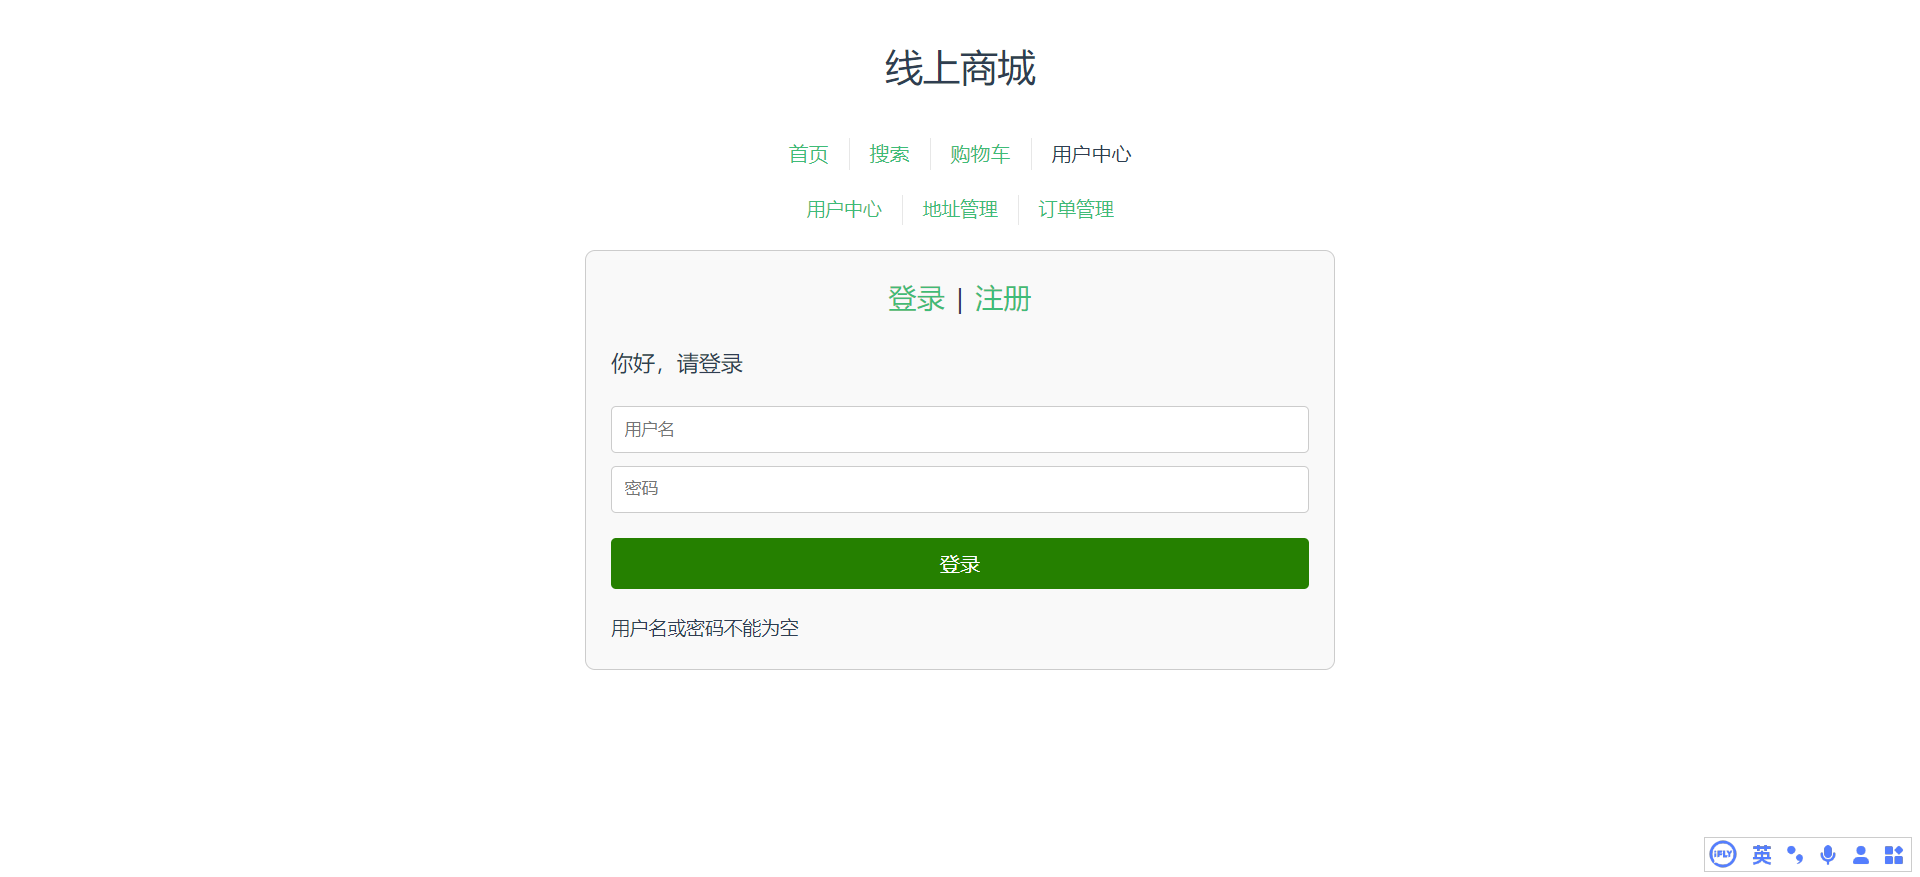 线上商城
首页 搜索 购物车 用户中心
用户中心 地址管理 订单管理
登录 | 注册
你好，请登录
用户名
密码
登录
用户名或密码不能为空
iFLY 英